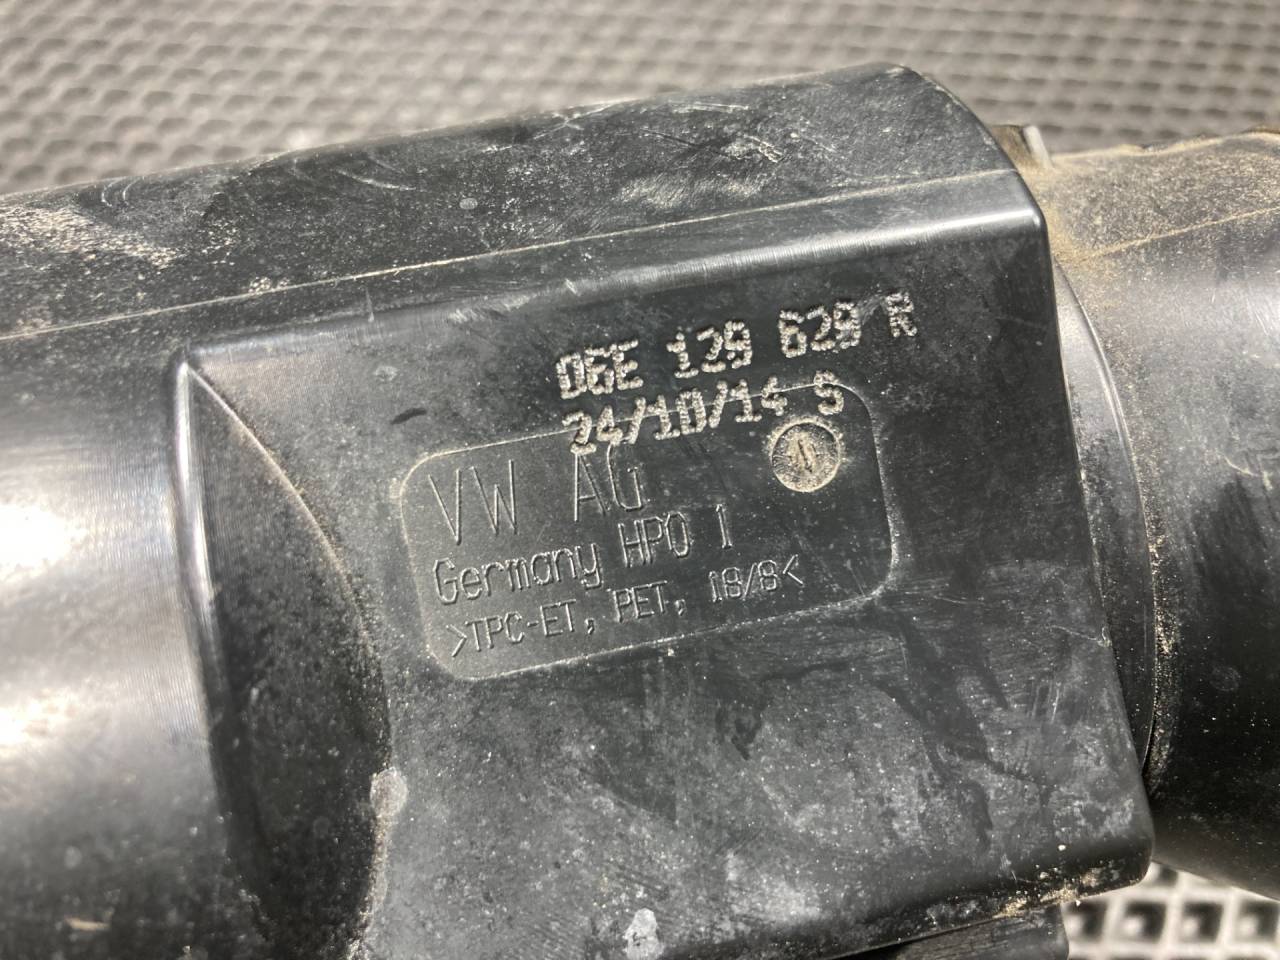 06E 129 629 R
24/10/14 S
VW AG
Germany HPO 1
>TPC-ET, PET, 18/8<